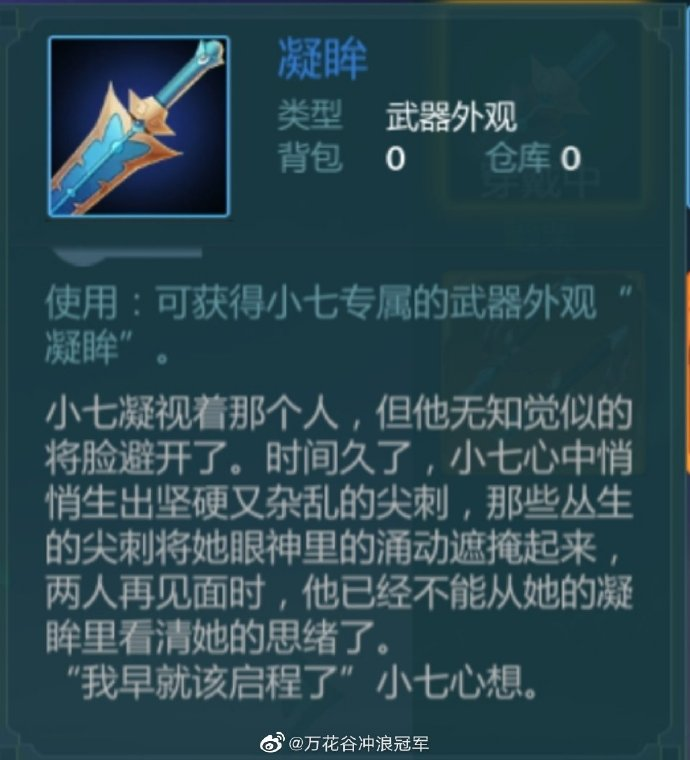 凝眸
类型 武器外观
背包 0 仓库 0
穿戴中
使用：可获得小七专属的武器外观“
凝眸”。
小七凝视着那个人，但他无知觉似的
将脸避开了。时间久了，小七心中悄
悄生出坚硬又杂乱的尖刺，那些丛生
的尖刺将她眼神里的涌动遮掩起来，
两人再见面时，他已经不能从她的凝
眸里看清她的思绪了。
“我早就该启程了”小七心想。
@万花谷冲浪冠军